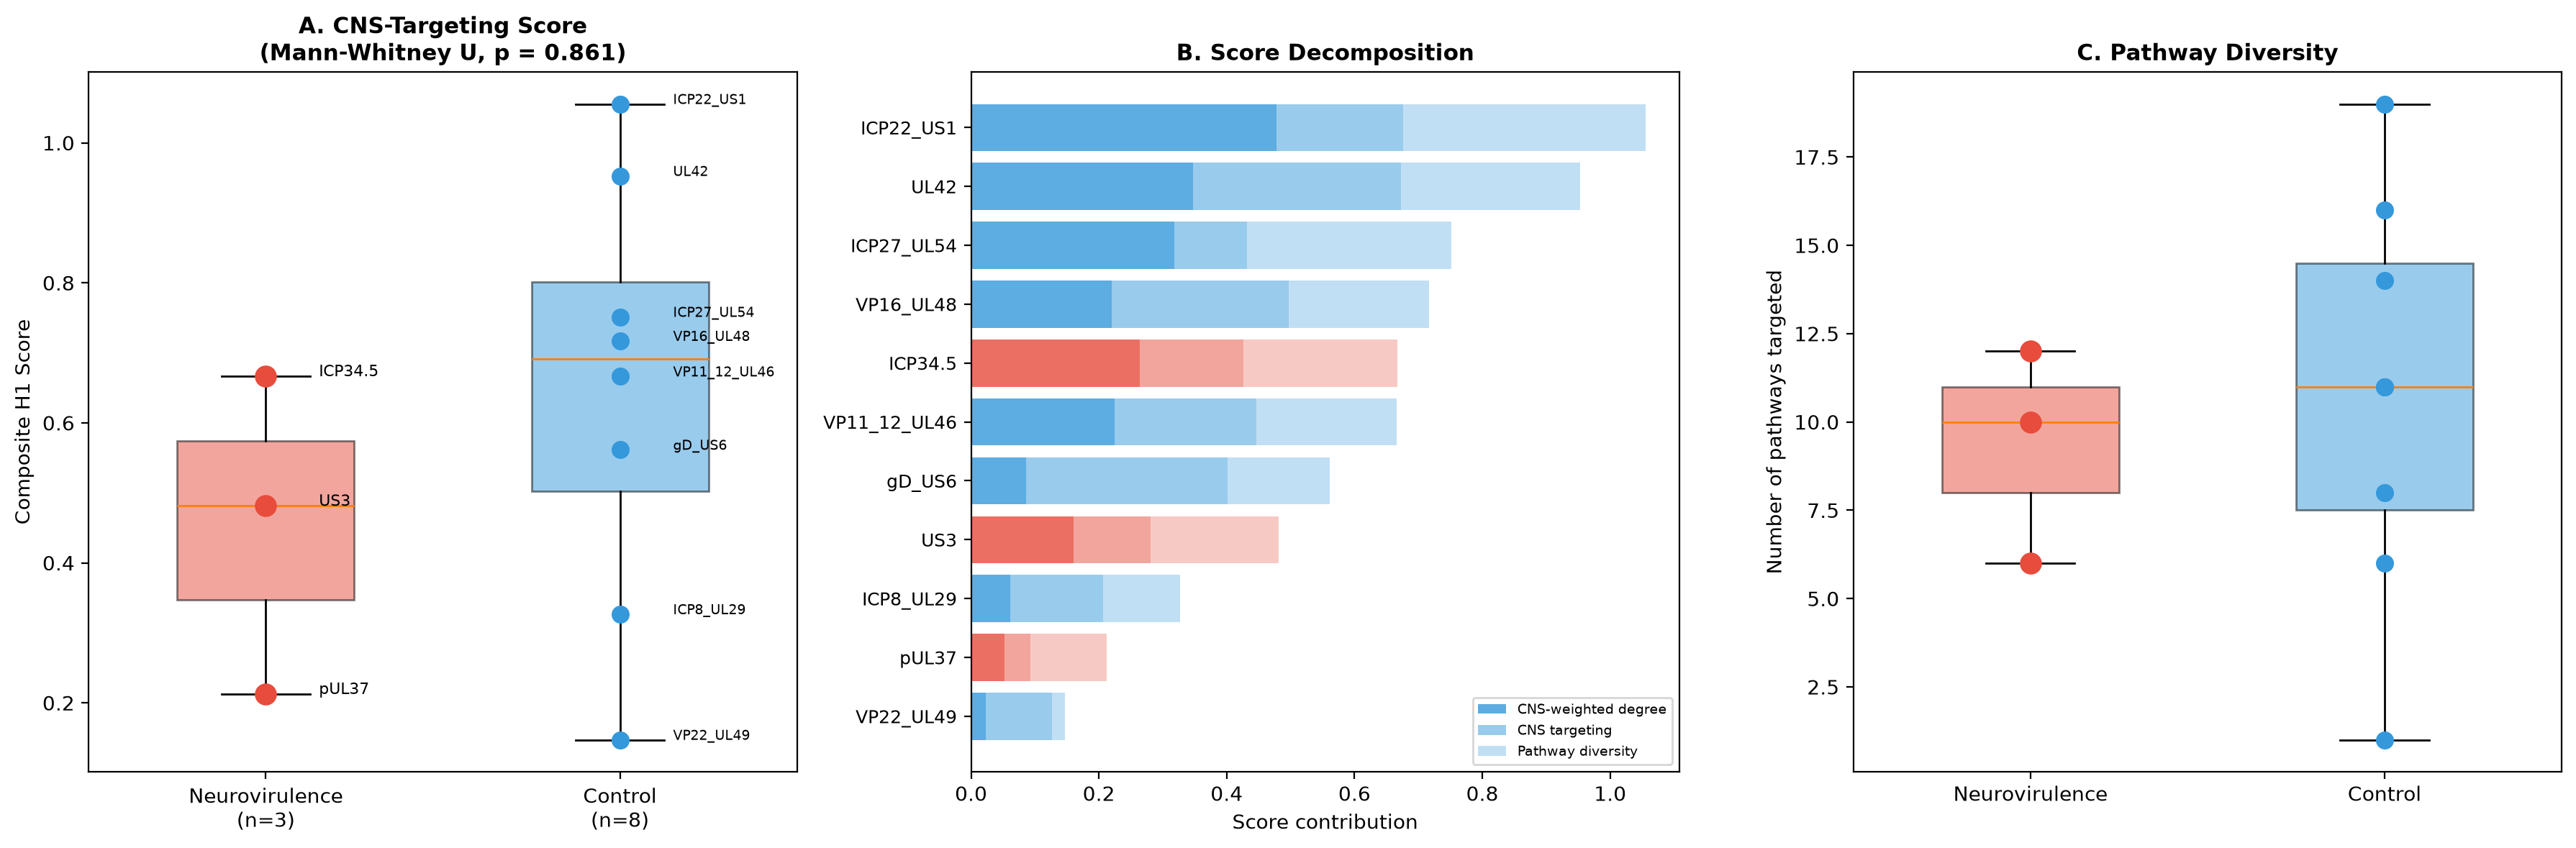 A. CNS-Targeting Score
(Mann-Whitney U, p = 0.861)
Composite H1 Score
1.0
0.8
0.6
0.4
0.2
ICP34.5
US3
pUL37
ICP22_US1
UL42
ICP27_UL54
VP16_UL48
VP11_12_UL46
gD_US6
ICP8_UL29
VP22_UL49
Neurovirulence
(n=3)
Control
(n=8)
B. Score Decomposition
ICP22_US1
UL42
ICP27_UL54
VP16_UL48
ICP34.5
VP11_12_UL46
gD_US6
US3
ICP8_UL29
pUL37
VP22_UL49
CNS-weighted degree
CNS targeting
Pathway diversity
0.0
0.2
0.4
0.6
0.8
1.0
Score contribution
C. Pathway Diversity
Number of pathways targeted
17.5
15.0
12.5
10.0
7.5
5.0
2.5
Neurovirulence
Control